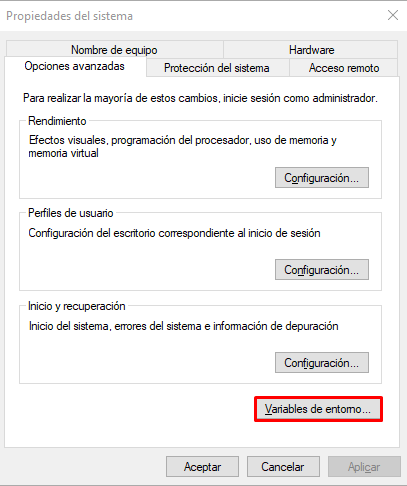 Propiedades del sistema
Nombre de equipo
Hardware
Opciones avanzadas
Protección del sistema
Acceso remoto
Para realizar la mayoría de estos cambios, inicie sesión como administrador.
Rendimiento
Efectos visuales, programación del procesador, uso de memoria y
memoria virtual
Configuración...
Perfiles de usuario
Configuración del escritorio correspondiente al inicio de sesión
Configuración...
Inicio y recuperación
Inicio del sistema, errores del sistema e información de depuración
Configuración...
Variables de entorno...
Aceptar
Cancelar
Aplicar